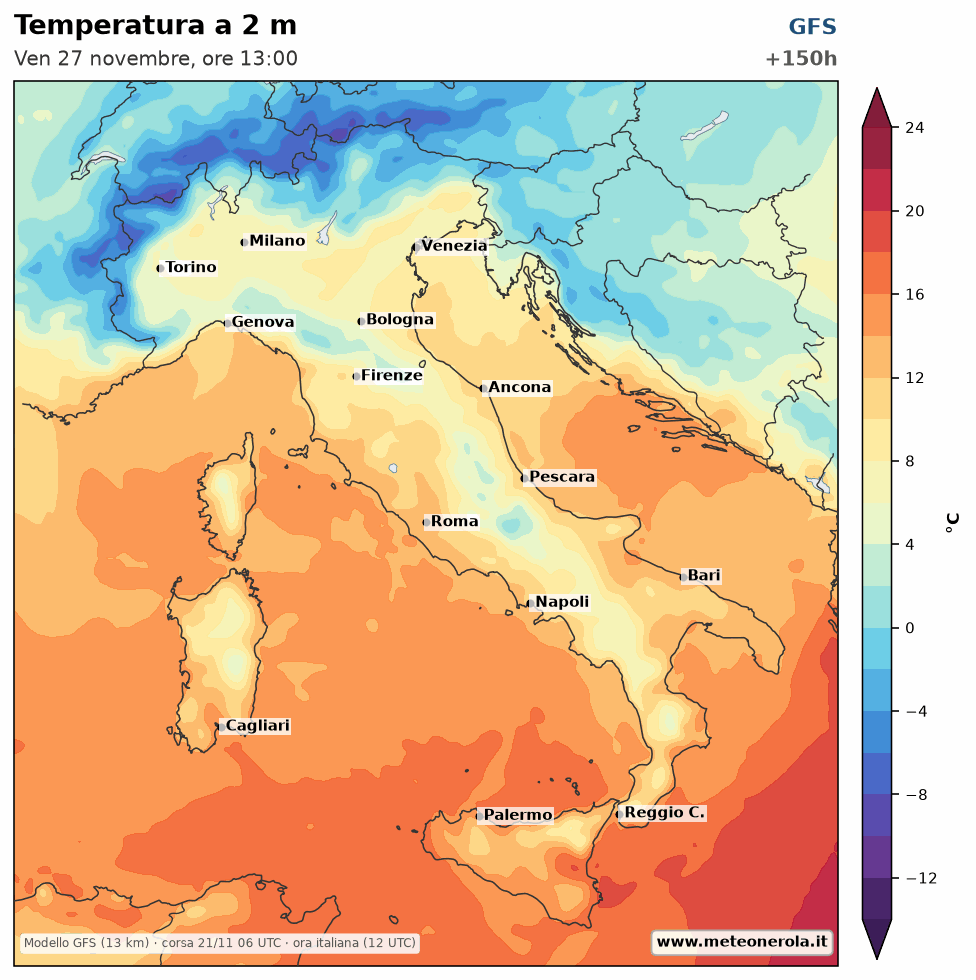 Temperatura a 2 m
GFS
Ven 27 novembre, ore 13:00
+150h
24
20
16
12
8
4
0
−4
−8
−12
°C
Milano
Venezia
Torino
Genova
Bologna
Firenze
Ancona
Pescara
Roma
Bari
Napoli
Cagliari
Palermo
Reggio C.
Modello GFS (13 km) · corsa 21/11 06 UTC · ora italiana (12 UTC)
www.meteonerola.it